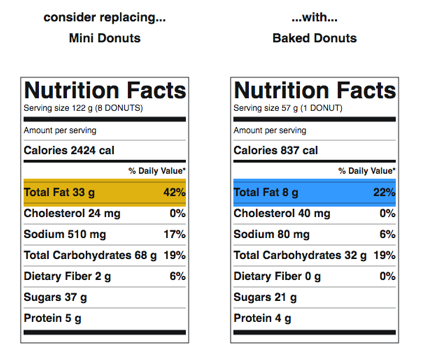 consider replacing...
Mini Donuts
Nutrition Facts
Serving size 122 g (8 DONUTS)
Amount per serving
Calories 2424 cal
% Daily Value*
Total Fat 33 g 42%
Cholesterol 24 mg 0%
Sodium 510 mg 17%
Total Carbohydrates 68 g 19%
Dietary Fiber 2 g 6%
Sugars 37 g
Protein 5 g
...with...
Baked Donuts
Nutrition Facts
Serving size 57 g (1 DONUT)
Amount per serving
Calories 837 cal
% Daily Value*
Total Fat 8 g 22%
Cholesterol 40 mg 0%
Sodium 80 mg 6%
Total Carbohydrates 32 g 19%
Dietary Fiber 0 g 0%
Sugars 21 g
Protein 4 g